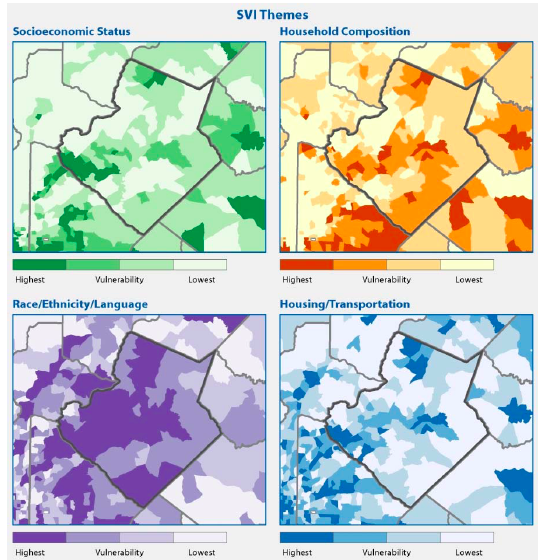 SVI Themes
Socioeconomic Status
Household Composition
Highest Vulnerability Lowest
Highest Vulnerability Lowest
Race/Ethnicity/Language
Housing/Transportation
Highest Vulnerability Lowest
Highest Vulnerability Lowest